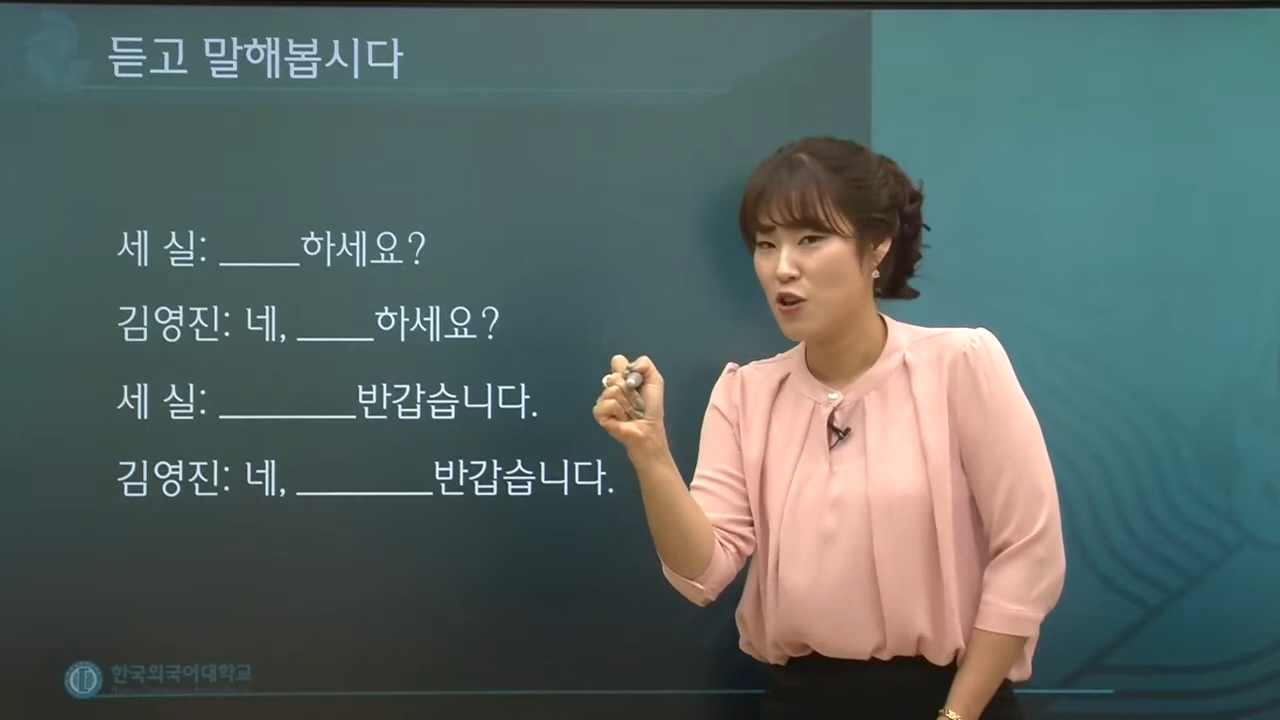 듣고 말해봅시다
세 실: ____하세요?
김영진: 네, ____하세요?
세 실: _______반갑습니다.
김영진: 네, _______반갑습니다.
한국외국어대학교